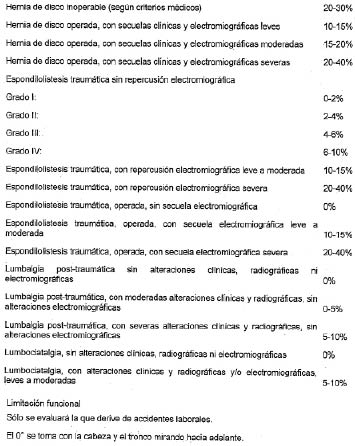 Hernia de disco inoperable (según criterios médicos) 20-30%
Hernia de disco operada, con secuelas clínicas y electromiográficas leves 10-15%
Hernia de disco operada, con secuelas clínicas y electromiográficas moderadas 15-20%
Hernia de disco operada, con secuelas clínicas y electromiográficas severas 20-40%
Espondilolistesis traumática sin repercusión electromiográfica
Grado I: 0-2%
Grado II: 2-4%
Grado III: 4-6%
Grado IV: 6-10%
Espondilolistesis traumática, con repercusión electromiográfica leve a moderada 10-15%
Espondilolistesis traumática, con repercusión electromiográfica severa 20-40%
Espondilolistesis traumática, operada, sin secuela electromiográfica 0%
Espondilolistesis traumática, operada, con secuela electromiográfica leve a
moderada 10-15%
Espondilolistesis traumática, operada, con secuela electromiográfica severa 20-40%
Lumbalgia post-traumática sin alteraciones clínicas, radiográficas ni
electromiográficas 0%
Lumbalgia post-traumática, con moderadas alteraciones clínicas y radiográficas, sin
alteraciones electromiográficas 0-5%
Lumbalgia post-traumática, con severas alteraciones clínicas y radiográficas, sin
alteraciones electromiográficas 5-10%
Lumbociatalgia, sin alteraciones clínicas, radiográficas ni electromiográficas 0%
Lumbociatalgia, con alteraciones clínicas y radiográficas y/o electromiográficas,
leves a moderadas 5-10%
Limitación funcional
Sólo se evaluará la que derive de accidentes laborales.
El 0° se toma con la cabeza y el tronco mirando hacia adelante.